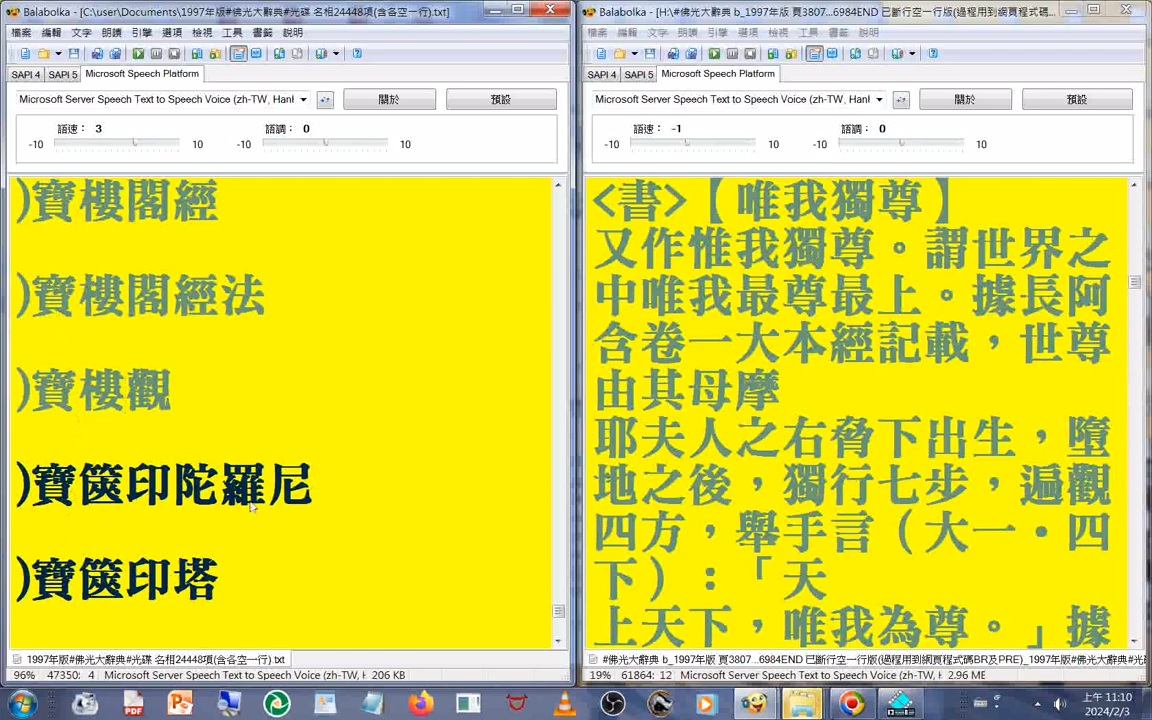 Balabolka - [C:\user\Documents\1997年版#佛光大辭典#光碟 名相24448項(含各空一行).txt]
檔案 編輯 文字 朗讀 引擎 選項 檢視 工具 書籤 說明
SAPI 4 SAPI 5 Microsoft Speech Platform
Microsoft Server Speech Text to Speech Voice (zh-TW, Hanl
關於 預設
語速： 3 語調： 0
-10 10 -10 10
)寶樓閣經
)寶樓閣經法
)寶樓觀
)寶篋印陀羅尼
)寶篋印塔
1997年版#佛光大辭典#光碟 名相24448項(含各空一行).txt
96% 47350: 4 Microsoft Server Speech Text to Speech Voice (zh-TW, H 206 KB
Balabolka - [H:\#佛光大辭典 b_1997年版 頁3807...6984END 已斷行空一行版(過程用到網頁程式碼...
檔案 編輯 文字 朗讀 引擎 選項 檢視 工具 書籤 說明
SAPI 4 SAPI 5 Microsoft Speech Platform
Microsoft Server Speech Text to Speech Voice (zh-TW, Hanl
關於 預設
語速： -1 語調： 0
-10 10 -10 10
<書>【唯我獨尊】
又作惟我獨尊。謂世界之
中唯我最尊最上。據長阿
含卷一大本經記載，世尊
由其母摩
耶夫人之右脅下出生，墮
地之後，獨行七步，遍觀
四方，舉手言（大一‧四
下）：「天
上天下，唯我為尊。」據
#佛光大辭典 b_1997年版 頁3807...6984END 已斷行空一行版(過程用到網頁程式碼BR及PRE)_1997年版#光
19% 61864: 12 Microsoft Server Speech Text to Speech Voice (zh-TW, H 2.96 ME
PDF
上午 11:10
2024/2/3